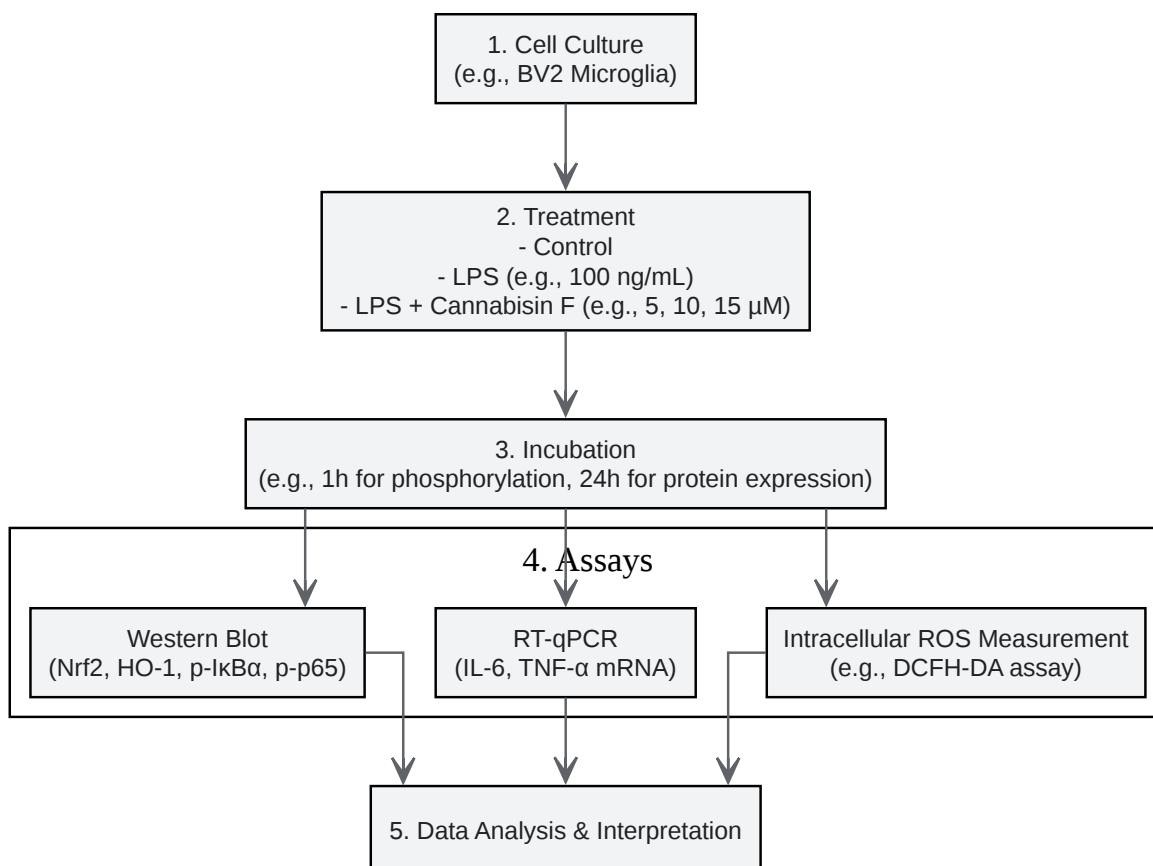 1. Cell Culture
(e.g., BV2 Microglia)
2. Treatment
- Control
- LPS (e.g., 100 ng/mL)
- LPS + Cannabisin F (e.g., 5, 10, 15 µM)
3. Incubation
(e.g., 1h for phosphorylation, 24h for protein expression)
4. Assays
Western Blot
(Nrf2, HO-1, p-IκBα, p-p65)
RT-qPCR
(IL-6, TNF-α mRNA)
Intracellular ROS Measurement
(e.g., DCFH-DA assay)
5. Data Analysis & Interpretation